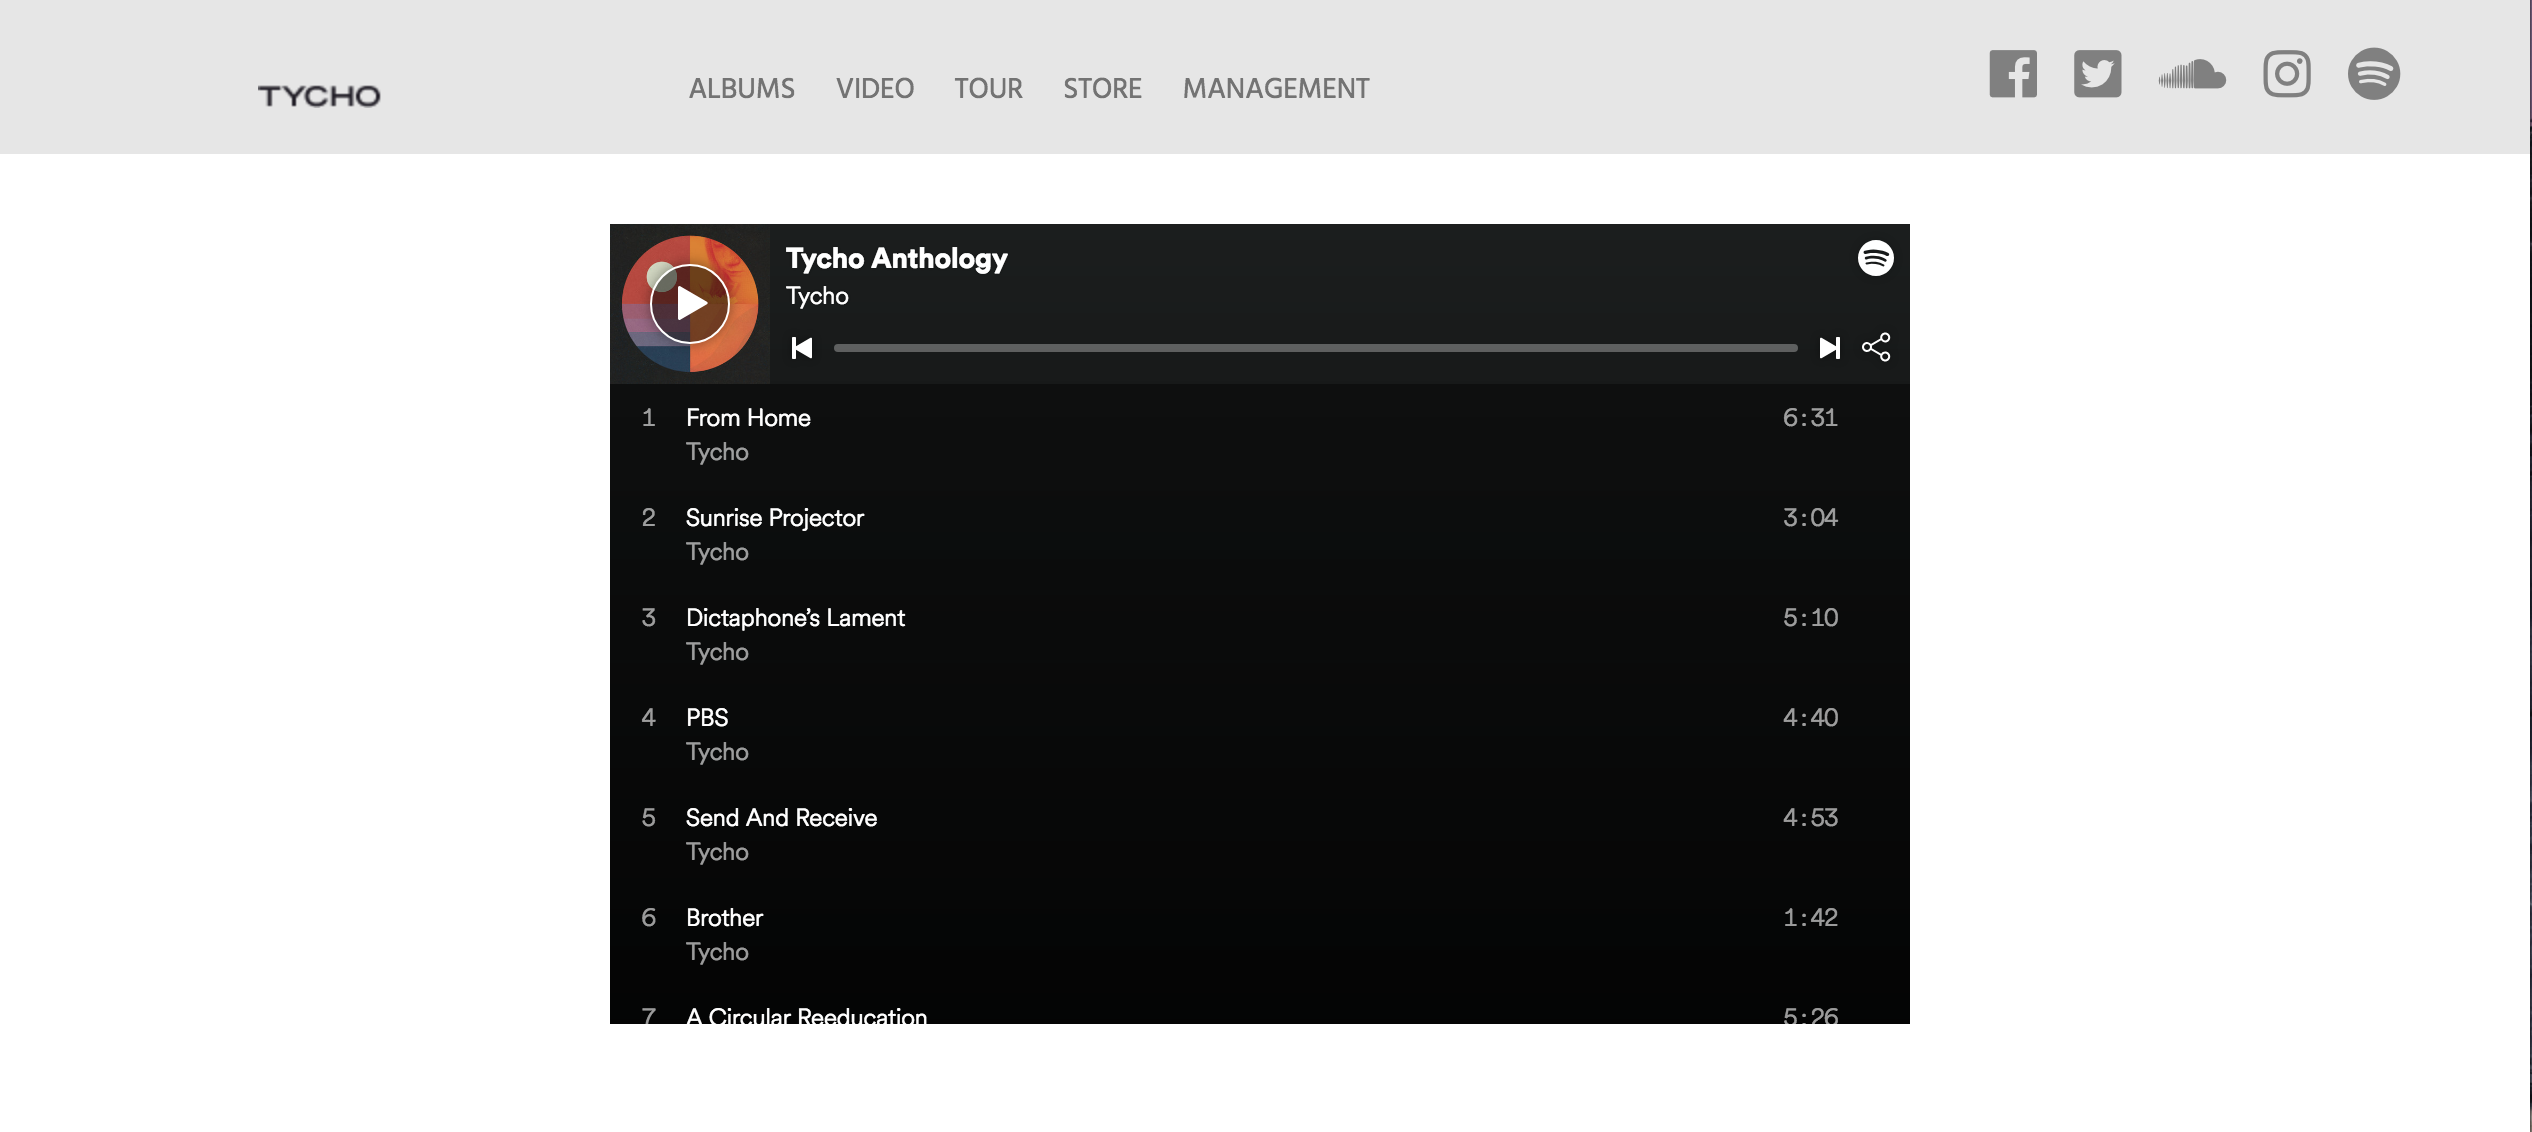 TYCHO
ALBUMS VIDEO TOUR STORE MANAGEMENT
Tycho Anthology
Tycho
1 From Home 6:31
Tycho
2 Sunrise Projector 3:04
Tycho
3 Dictaphone’s Lament 5:10
Tycho
4 PBS 4:40
Tycho
5 Send And Receive 4:53
Tycho
6 Brother 1:42
Tycho
7 A Circular Reeducation 5:26